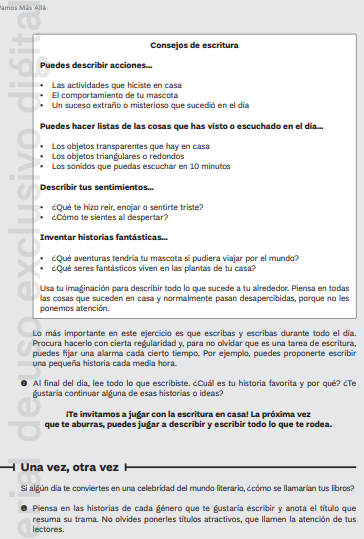 Vamos Más Allá
Consejos de escritura
Puedes describir acciones...
• Las actividades que hiciste en casa
• El comportamiento de tu mascota
• Un suceso extraño o misterioso que sucedió en el día
Puedes hacer listas de las cosas que has visto o escuchado en el día...
• Los objetos transparentes que hay en casa
• Los objetos triangulares o redondos
• Los sonidos que puedas escuchar en 10 minutos
Describir tus sentimientos...
• ¿Qué te hizo reír, enojar o sentirte triste?
• ¿Cómo te sientes al despertar?
Inventar historias fantásticas...
• ¿Qué aventuras tendría tu mascota si pudiera viajar por el mundo?
• ¿Qué seres fantásticos viven en las plantas de tu casa?
Usa tu imaginación para describir todo lo que sucede a tu alrededor. Piensa en todas
las cosas que suceden en casa y normalmente pasan desapercibidas, porque no les
ponemos atención.
Lo más importante en este ejercicio es que escribas y escribas durante todo el día.
Procura hacerlo con cierta regularidad y, para no olvidar que es una tarea de escritura,
puedes fijar una alarma cada cierto tiempo. Por ejemplo, puedes proponerte escribir
una pequeña historia cada media hora.
❷ Al final del día, lee todo lo que escribiste. ¿Cuál es tu historia favorita y por qué? ¿Te
gustaría continuar alguna de esas historias o ideas?
¡Te invitamos a jugar con la escritura en casa! La próxima vez
que te aburras, puedes jugar a describir y escribir todo lo que te rodea.
Una vez, otra vez
Si algún día te conviertes en una celebridad del mundo literario, ¿cómo se llamarían tus libros?
❶ Piensa en las historias de cada género que te gustaría escribir y anota el título que
resuma su trama. No olvides ponerles títulos atractivos, que llamen la atención de tus
lectores.
erial de uso exclusivo digital